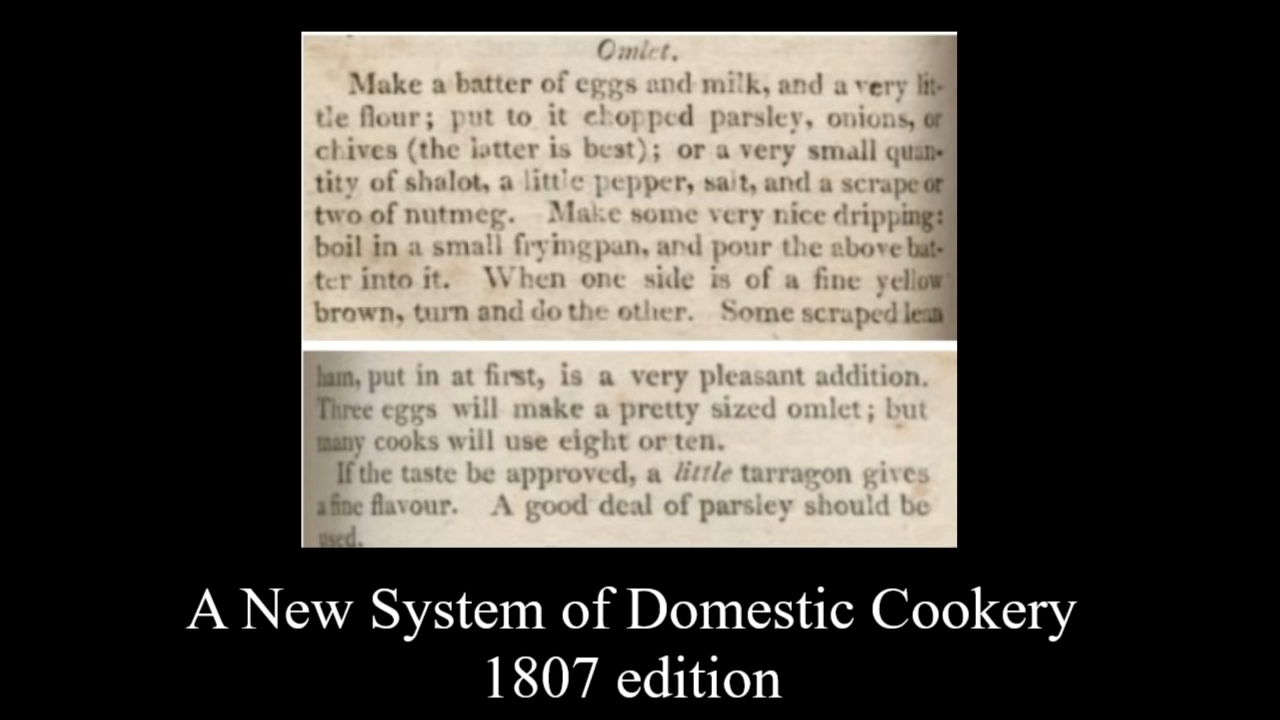 Omlet.
Make a batter of eggs and milk, and a very lit-
tle flour; put to it chopped parsley, onions, or
chives (the latter is best); or a very small quan-
tity of shalot, a little pepper, salt, and a scrape or
two of nutmeg. Make some very nice dripping:
boil in a small fryingpan, and pour the above bat-
ter into it. When one side is of a fine yellow
brown, turn and do the other. Some scraped lean
ham, put in at first, is a very pleasant addition.
Three eggs will make a pretty sized omlet; but
many cooks will use eight or ten.
If the taste be approved, a little tarragon gives
a fine flavour. A good deal of parsley should be
used.
A New System of Domestic Cookery
1807 edition